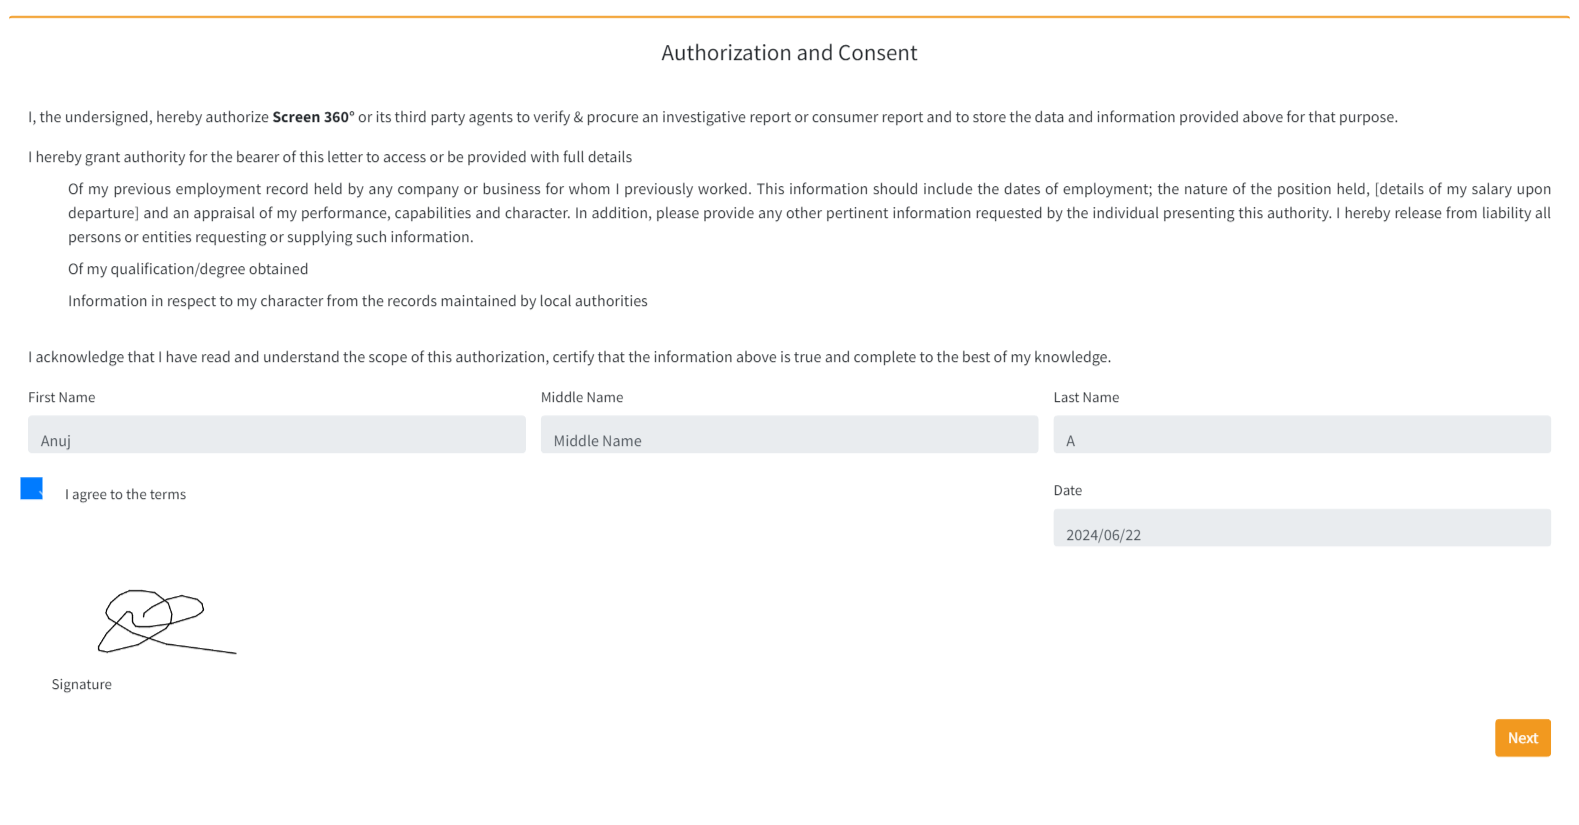 Authorization and Consent
I, the undersigned, hereby authorize Screen 360° or its third party agents to verify & procure an investigative report or consumer report and to store the data and information provided above for that purpose.
I hereby grant authority for the bearer of this letter to access or be provided with full details
Of my previous employment record held by any company or business for whom I previously worked. This information should include the dates of employment; the nature of the position held, [details of my salary upon
departure] and an appraisal of my performance, capabilities and character. In addition, please provide any other pertinent information requested by the individual presenting this authority. I hereby release from liability all
persons or entities requesting or supplying such information.
Of my qualification/degree obtained
Information in respect to my character from the records maintained by local authorities
I acknowledge that I have read and understand the scope of this authorization, certify that the information above is true and complete to the best of my knowledge.
First Name Middle Name Last Name
Anuj Middle Name A
I agree to the terms Date
2024/06/22
Signature
Next